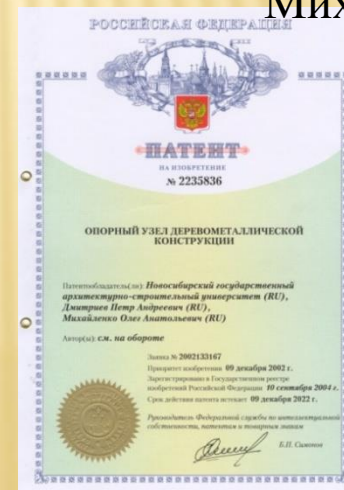 Мих
РОССИЙСКАЯ ФЕДЕРАЦИЯ
ПАТЕНТ
НА ИЗОБРЕТЕНИЕ
№ 2235836
ОПОРНЫЙ УЗЕЛ ДЕРЕВОМЕТАЛЛИЧЕСКОЙ
КОНСТРУКЦИИ
Патентообладатель(ли): Новосибирский государственный
архитектурно-строительный университет (RU),
Дмитриев Петр Андреевич (RU),
Михайленко Олег Анатольевич (RU)
Автор(ы): см. на обороте
Заявка № 2002133167
Приоритет изобретения 09 декабря 2002 г.
Зарегистрировано в Государственном реестре
изобретений Российской Федерации 10 сентября 2004 г.
Срок действия патента истекает 09 декабря 2022 г.
Руководитель Федеральной службы по интеллектуальной
собственности, патентам и товарным знакам
Б.П. Симонов